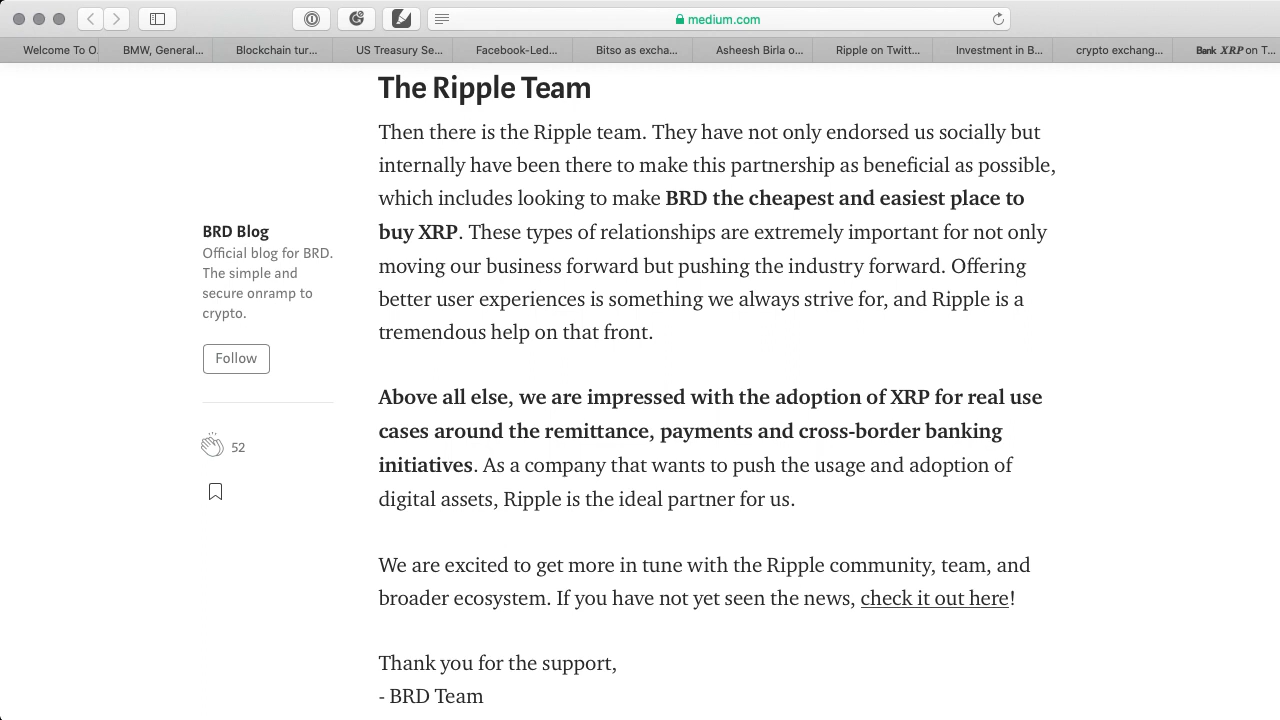 medium.com
Welcome To O.
BMW, General...
Blockchain tur...
US Treasury Se...
Facebook-Led...
Bitso as excha...
Asheesh Birla o...
Ripple on Twitt...
Investment in B...
crypto exchang...
Bank XRP on T...
The Ripple Team
Then there is the Ripple team. They have not only endorsed us socially but
internally have been there to make this partnership as beneficial as possible,
which includes looking to make BRD the cheapest and easiest place to
buy XRP. These types of relationships are extremely important for not only
moving our business forward but pushing the industry forward. Offering
better user experiences is something we always strive for, and Ripple is a
tremendous help on that front.
BRD Blog
Official blog for BRD.
The simple and
secure onramp to
crypto.
Follow
52
Above all else, we are impressed with the adoption of XRP for real use
cases around the remittance, payments and cross-border banking
initiatives. As a company that wants to push the usage and adoption of
digital assets, Ripple is the ideal partner for us.
We are excited to get more in tune with the Ripple community, team, and
broader ecosystem. If you have not yet seen the news, check it out here!
Thank you for the support,
- BRD Team